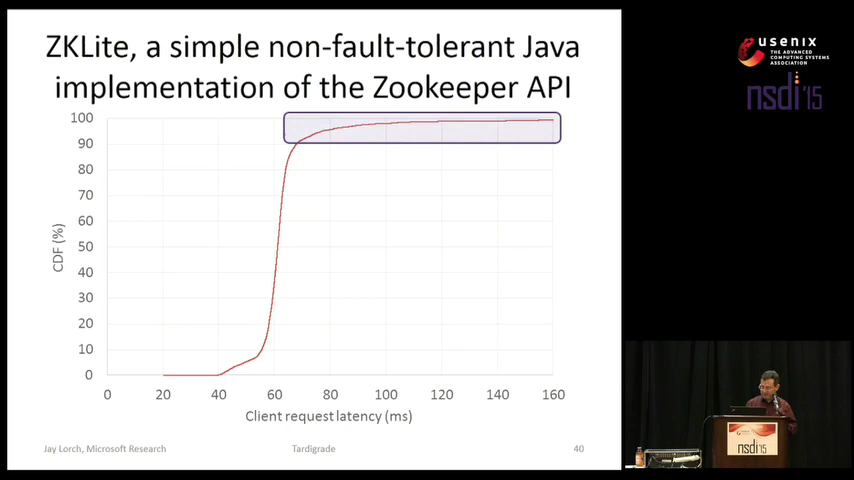 ZKLite, a simple non-fault-tolerant Java
implementation of the Zookeeper API
100
90
80
70
60
50
40
30
20
10
0
CDF (%)
0 20 40 60 80 100 120 140 160
Client request latency (ms)
Jay Lorch, Microsoft Research Tardigrade 40
usenix
THE ADVANCED
COMPUTING SYSTEMS
ASSOCIATION
nsdi'15
nsdi'15